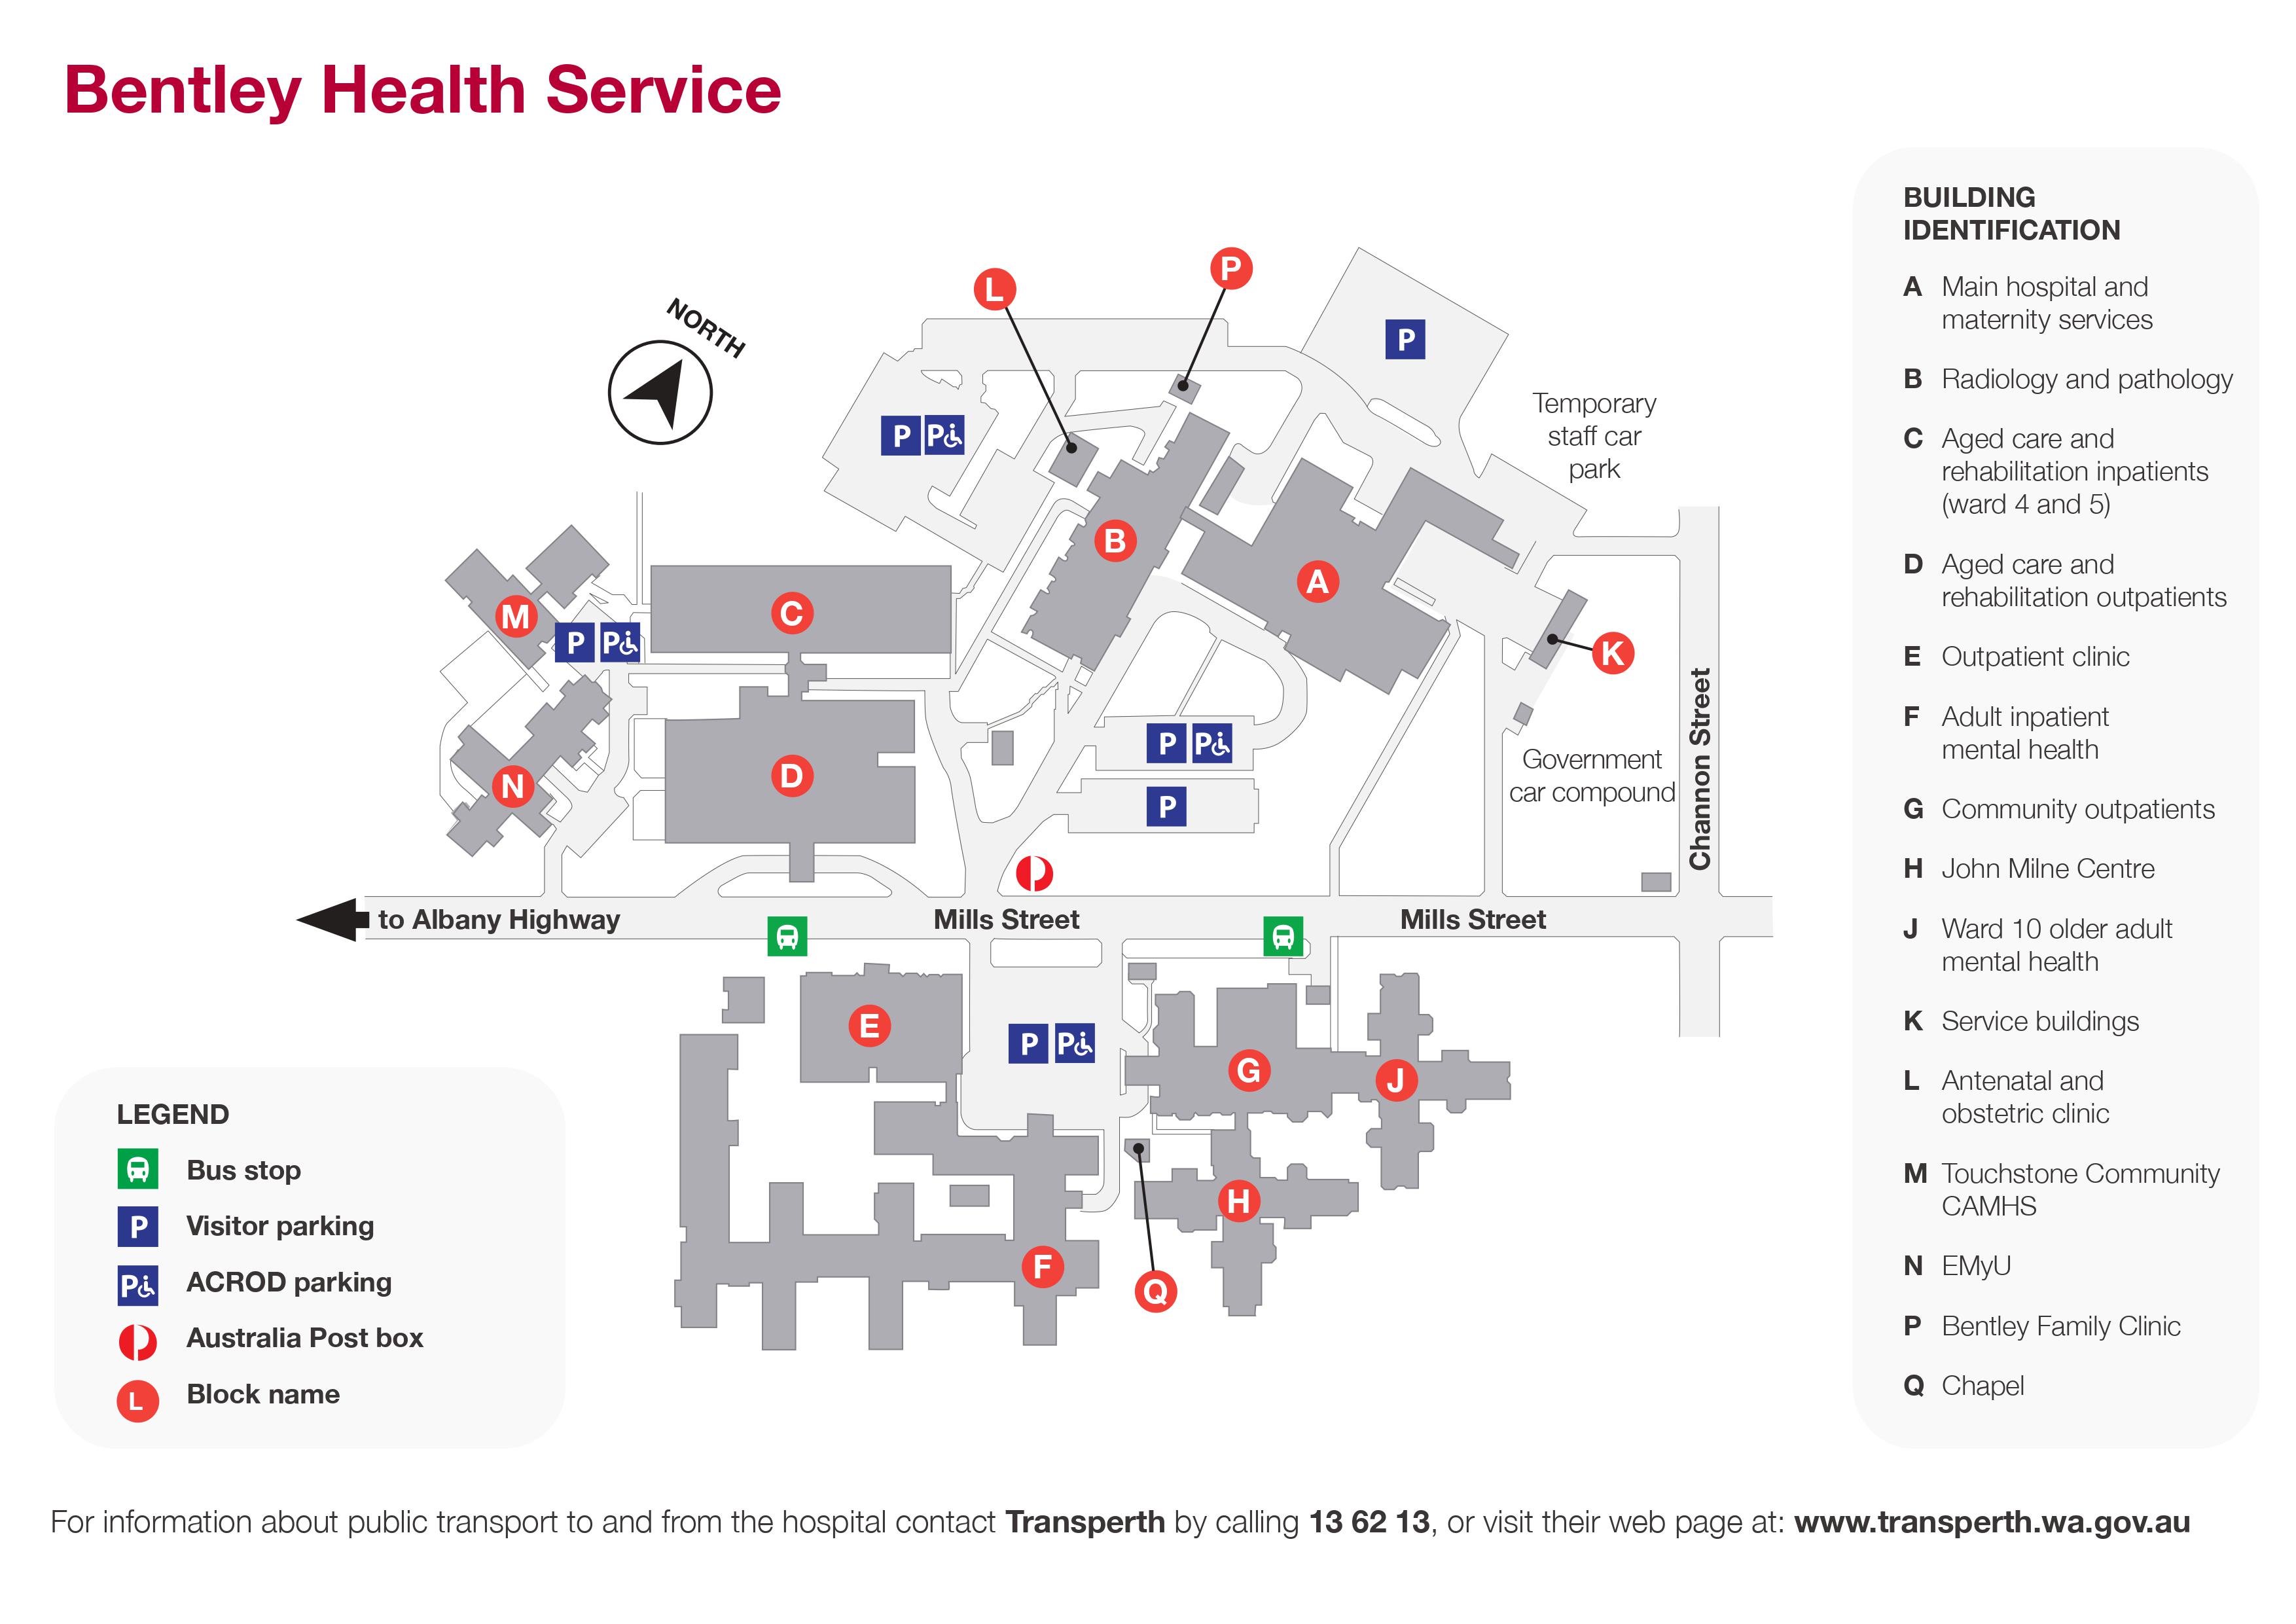 Bentley Health Service
NORTH
L
P
P
P
P
Temporary
staff car
park
B
A
M
C
P
P
K
N
D
P
P
P
Government
car compound
Channon Street
to Albany Highway
Mills Street
Mills Street
E
P
P
G
J
H
F
Q
BUILDING
IDENTIFICATION
A Main hospital and
maternity services
B Radiology and pathology
C Aged care and
rehabilitation inpatients
(ward 4 and 5)
D Aged care and
rehabilitation outpatients
E Outpatient clinic
F Adult inpatient
mental health
G Community outpatients
H John Milne Centre
J Ward 10 older adult
mental health
K Service buildings
L Antenatal and
obstetric clinic
M Touchstone Community
CAMHS
N EMyU
P Bentley Family Clinic
Q Chapel
LEGEND
Bus stop
P Visitor parking
P ACROD parking
Australia Post box
L Block name
For information about public transport to and from the hospital contact Transperth by calling 13 62 13, or visit their web page at: www.transperth.wa.gov.au